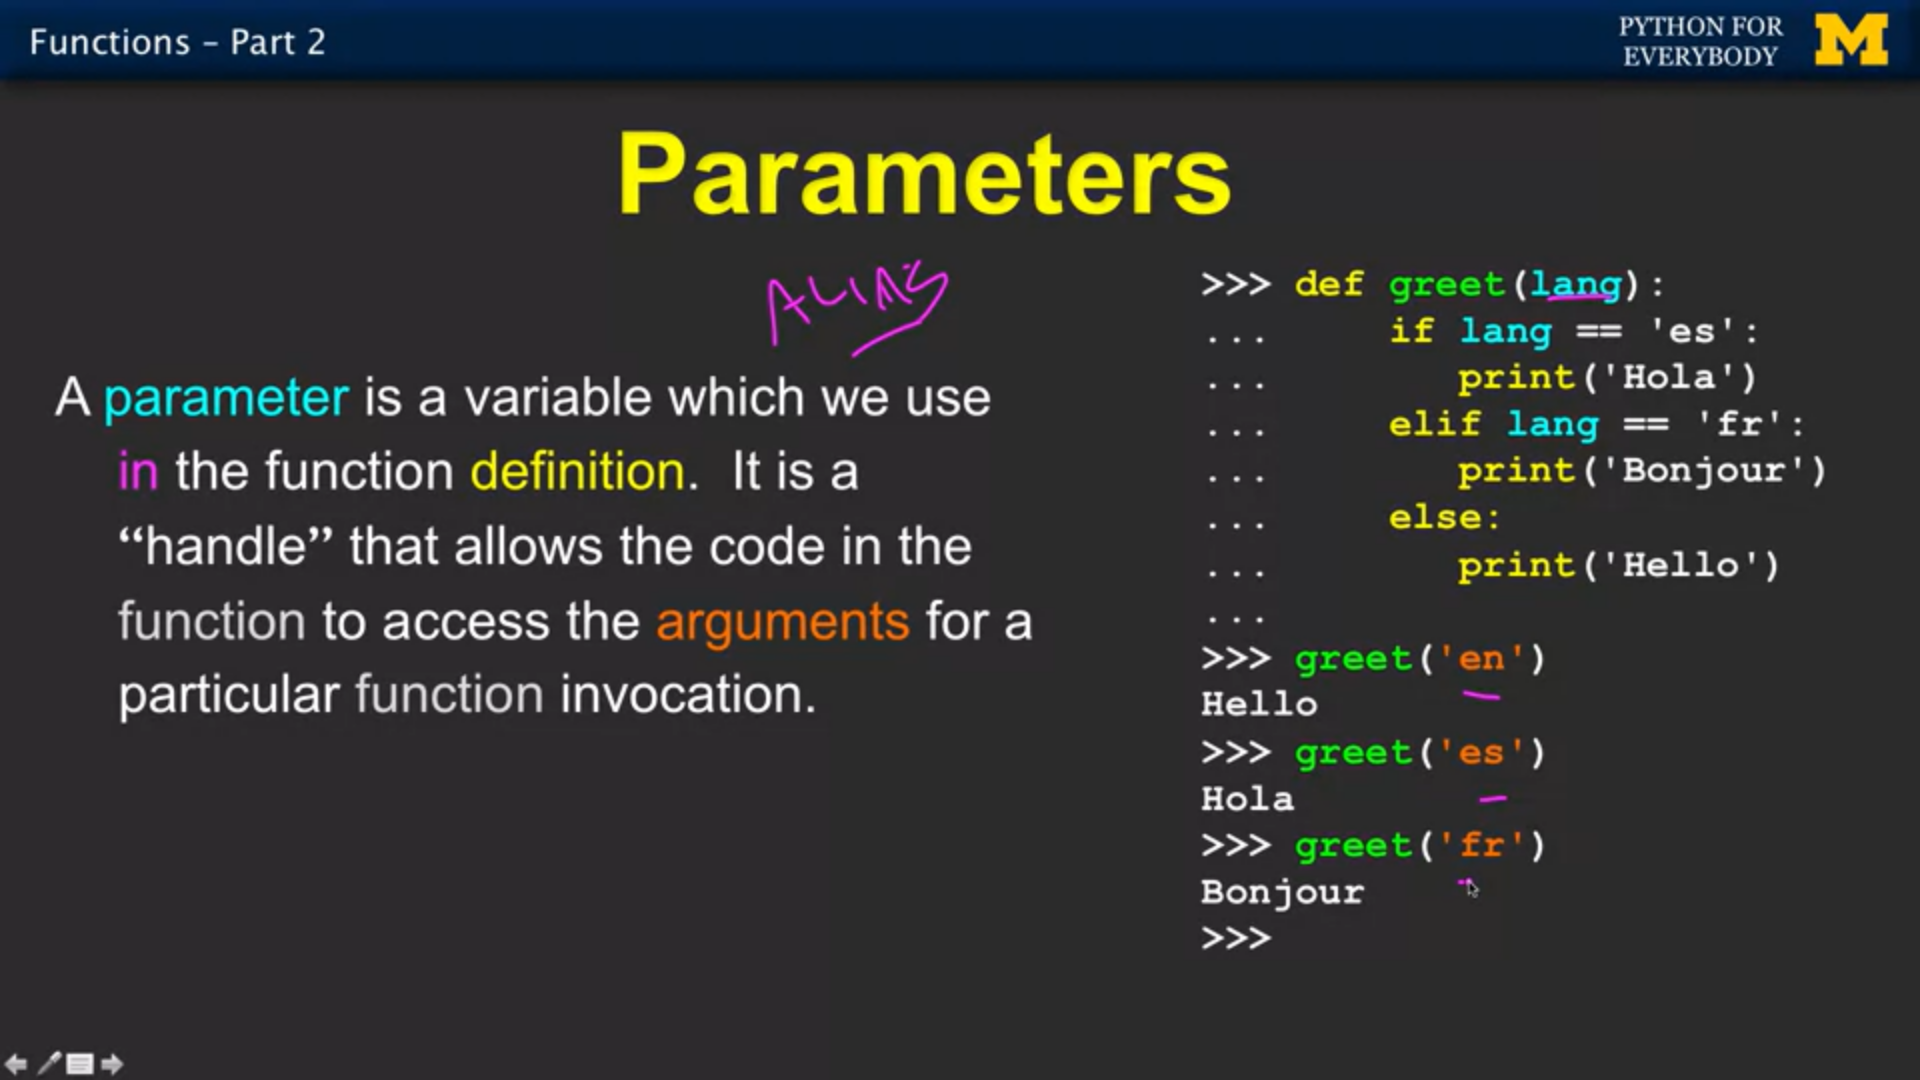 Functions – Part 2
PYTHON FOR
EVERYBODY
M
Parameters
ALIAS
A parameter is a variable which we use
in the function definition.  It is a
“handle” that allows the code in the
function to access the arguments for a
particular function invocation.
>>> def greet(lang):
...     if lang == 'es':
...        print('Hola')
...     elif lang == 'fr':
...        print('Bonjour')
...     else:
...        print('Hello')
...
>>> greet('en')
Hello
>>> greet('es')
Hola
>>> greet('fr')
Bonjour
>>>